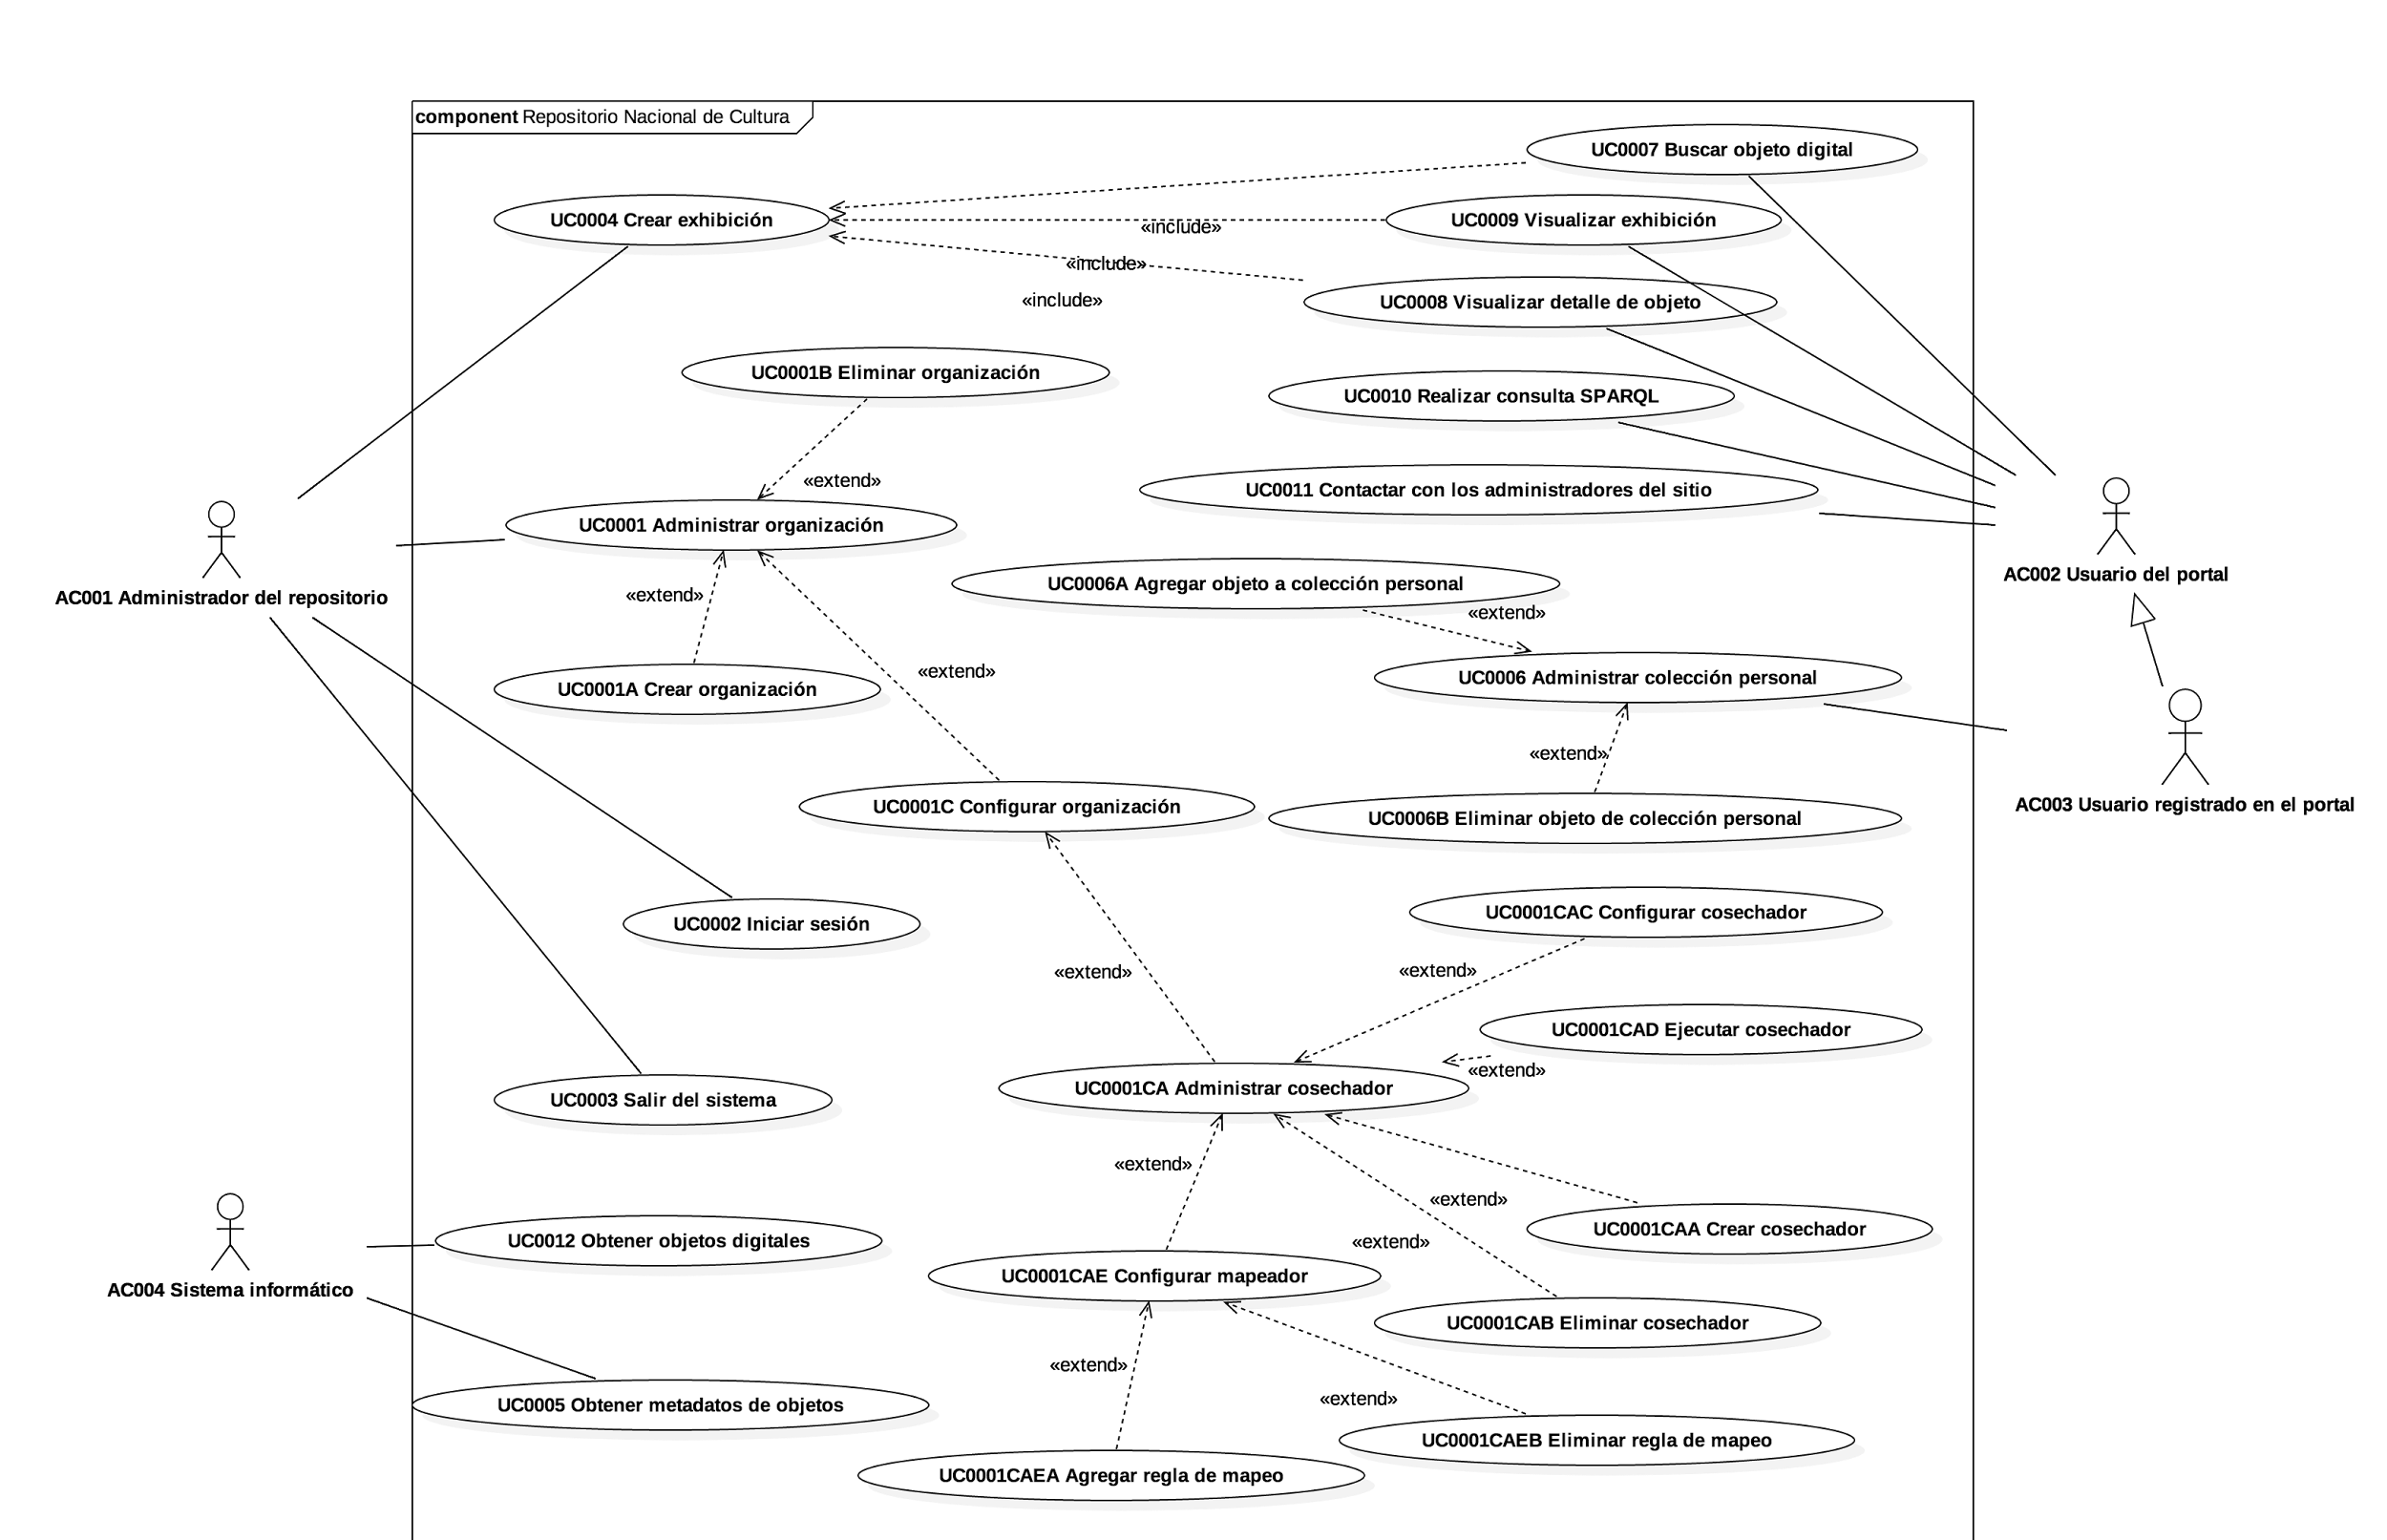 component Repositorio Nacional de Cultura
UC0007 Buscar objeto digital
UC0004 Crear exhibición
UC0009 Visualizar exhibición
«include»
«include»
«include»
UC0008 Visualizar detalle de objeto
UC0001B Eliminar organización
UC0010 Realizar consulta SPARQL
«extend»
UC0011 Contactar con los administradores del sitio
UC0001 Administrar organización
AC001 Administrador del repositorio
AC002 Usuario del portal
UC0006A Agregar objeto a colección personal
«extend»
«extend»
«extend»
UC0006 Administrar colección personal
UC0001A Crear organización
«extend»
AC003 Usuario registrado en el portal
UC0001C Configurar organización
UC0006B Eliminar objeto de colección personal
UC0002 Iniciar sesión
UC0001CAC Configurar cosechador
«extend»
«extend»
UC0001CAD Ejecutar cosechador
«extend»
UC0001CA Administrar cosechador
UC0003 Salir del sistema
«extend»
«extend»
UC0001CAA Crear cosechador
«extend»
UC0012 Obtener objetos digitales
AC004 Sistema informático
UC0001CAE Configurar mapeador
UC0001CAB Eliminar cosechador
«extend»
«extend»
UC0005 Obtener metadatos de objetos
UC0001CAEB Eliminar regla de mapeo
UC0001CAEA Agregar regla de mapeo